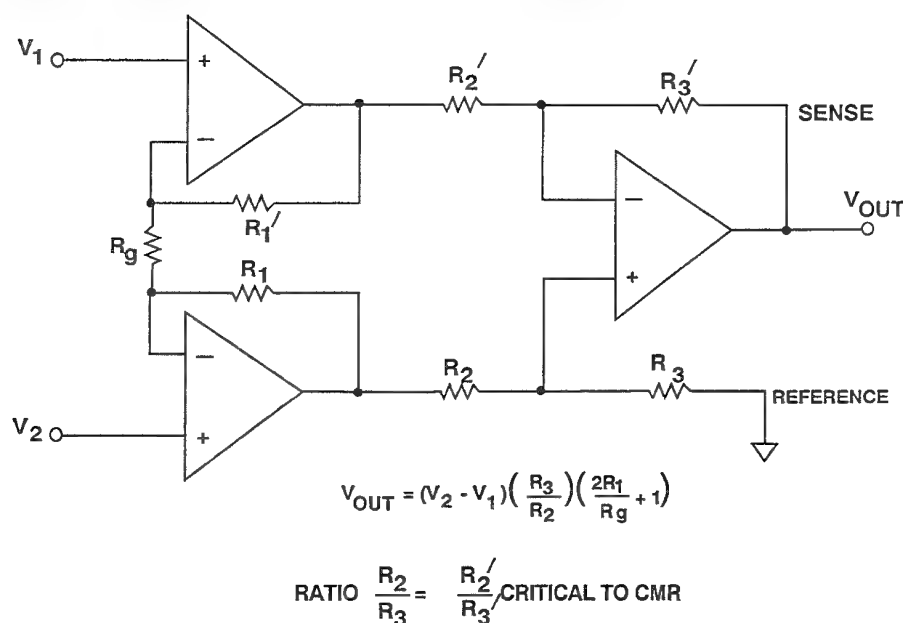 V1
+
−
R1′
Rg
R1
−
+
V2
R2′
R3′
SENSE
−
+
VOUT
R2
R3
REFERENCE
VOUT = (V2 - V1)(R3/R2)(2R1/Rg + 1)
RATIO R2/R3 = R2′/R3′ CRITICAL TO CMR